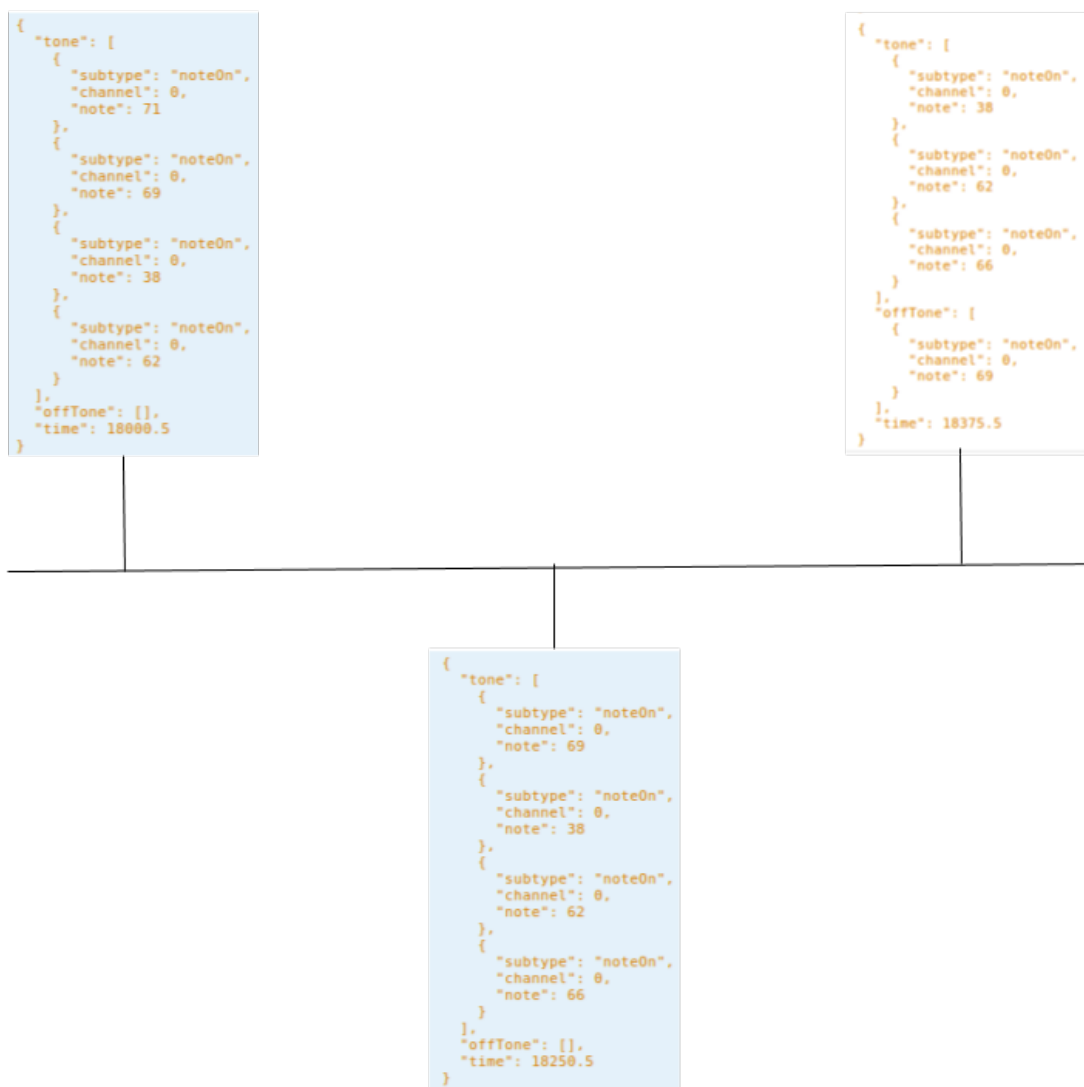 {
  "tone": [
    {
      "subtype": "noteOn",
      "channel": 0,
      "note": 71
    },
    {
      "subtype": "noteOn",
      "channel": 0,
      "note": 69
    },
    {
      "subtype": "noteOn",
      "channel": 0,
      "note": 38
    },
    {
      "subtype": "noteOn",
      "channel": 0,
      "note": 62
    }
  ],
  "offTone": [],
  "time": 18000.5
}
{
  "tone": [
    {
      "subtype": "noteOn",
      "channel": 0,
      "note": 69
    },
    {
      "subtype": "noteOn",
      "channel": 0,
      "note": 38
    },
    {
      "subtype": "noteOn",
      "channel": 0,
      "note": 62
    },
    {
      "subtype": "noteOn",
      "channel": 0,
      "note": 66
    }
  ],
  "offTone": [],
  "time": 18250.5
}
{
  "tone": [
    {
      "subtype": "noteOn",
      "channel": 0,
      "note": 38
    },
    {
      "subtype": "noteOn",
      "channel": 0,
      "note": 62
    },
    {
      "subtype": "noteOn",
      "channel": 0,
      "note": 66
    }
  ],
  "offTone": [
    {
      "subtype": "noteOn",
      "channel": 0,
      "note": 69
    }
  ],
  "time": 18375.5
}